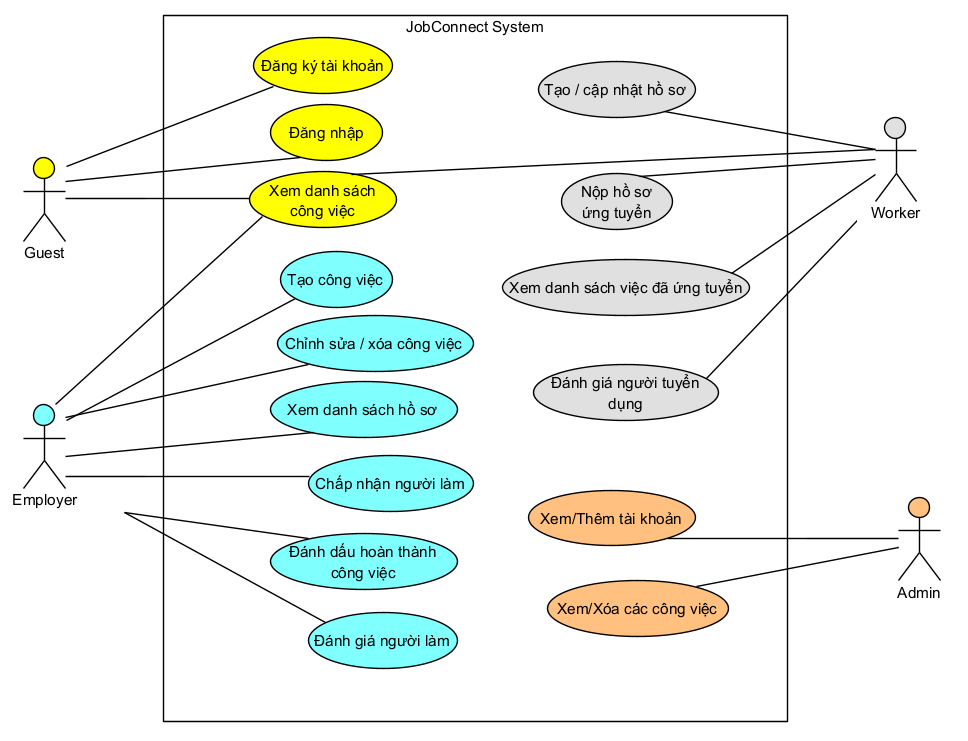 JobConnect System
Đăng ký tài khoản
Đăng nhập
Xem danh sách
công việc
Tạo công việc
Chỉnh sửa / xóa công việc
Xem danh sách hồ sơ
Chấp nhận người làm
Đánh dấu hoàn thành
công việc
Đánh giá người làm
Tạo / cập nhật hồ sơ
Nộp hồ sơ
ứng tuyển
Xem danh sách việc đã ứng tuyển
Đánh giá người tuyển
dụng
Xem/Thêm tài khoản
Xem/Xóa các công việc
Guest
Employer
Worker
Admin